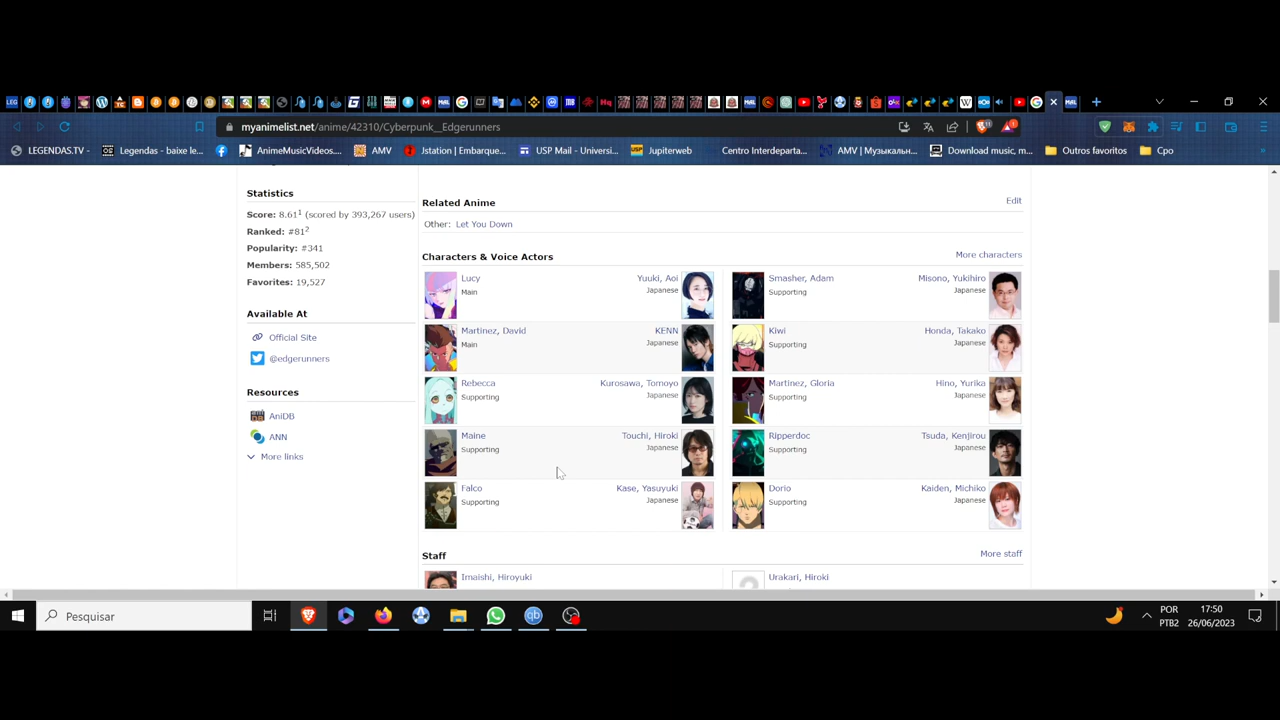 myanimelist.net/anime/42310/Cyberpunk__Edgerunners
LEGENDAS.TV -
Legendas - baixe le...
AnimeMusicVideos....
AMV
Jstation | Embarque...
USP Mail - Universi...
Jupiterweb
Centro Interdeparta...
AMV | Музыкальн...
Download music, m...
Outros favoritos
Cpo
Statistics
Score: 8.61¹ (scored by 393,267 users)
Ranked: #81²
Popularity: #341
Members: 585,502
Favorites: 19,527
Available At
Official Site
@edgerunners
Resources
AniDB
ANN
More links
Related Anime
Edit
Other: Let You Down
Characters & Voice Actors
More characters
Lucy
Main
Yuuki, Aoi
Japanese
Smasher, Adam
Supporting
Misono, Yukihiro
Japanese
Martinez, David
Main
KENN
Japanese
Kiwi
Supporting
Honda, Takako
Japanese
Rebecca
Supporting
Kurosawa, Tomoyo
Japanese
Martinez, Gloria
Supporting
Hino, Yurika
Japanese
Maine
Supporting
Touchi, Hiroki
Japanese
Ripperdoc
Supporting
Tsuda, Kenjirou
Japanese
Falco
Supporting
Kase, Yasuyuki
Japanese
Dorio
Supporting
Kaiden, Michiko
Japanese
Staff
More staff
Imaishi, Hiroyuki
Urakari, Hiroki
Pesquisar
POR
PTB2
17:50
26/06/2023